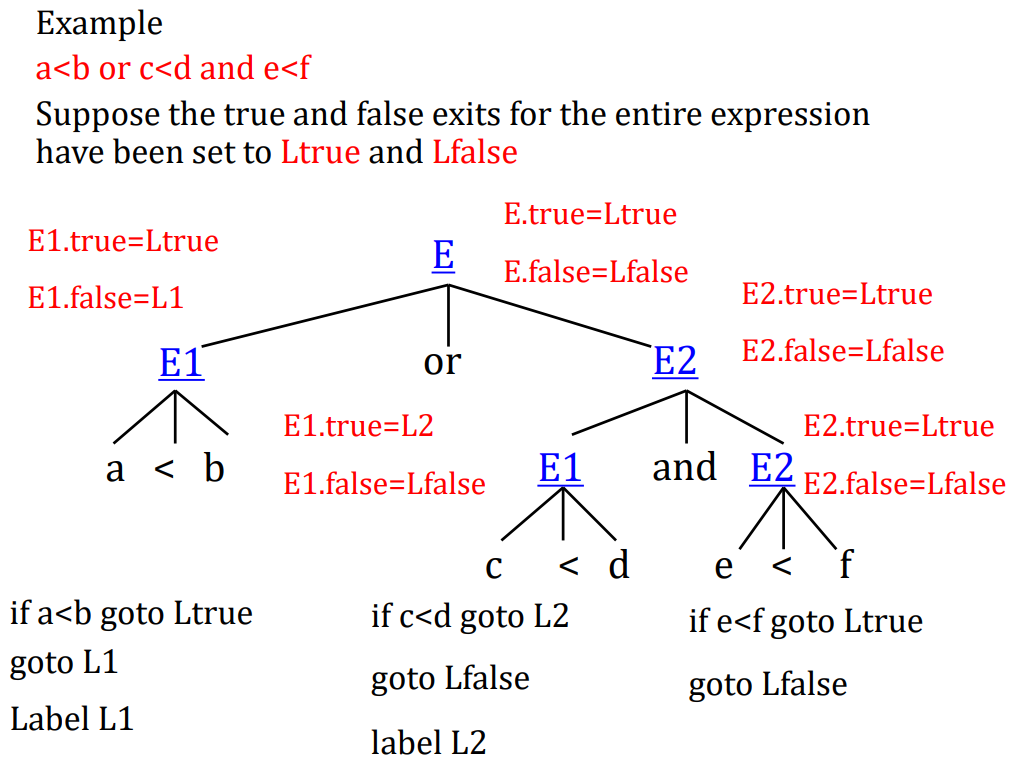 Example
a<b or c<d and e<f
Suppose the true and false exits for the entire expression
have been set to Ltrue and Lfalse
E.true=Ltrue
E.false=Lfalse
E1.true=Ltrue
E1.false=L1
E
E2.true=Ltrue
E2.false=Lfalse
E1
or
E2
a < b
E1.true=L2
E1.false=Lfalse
E1
and
E2
E2.true=Ltrue
E2.false=Lfalse
c < d
e < f
if a<b goto Ltrue
goto L1
Label L1
if c<d goto L2
goto Lfalse
label L2
if e<f goto Ltrue
goto Lfalse